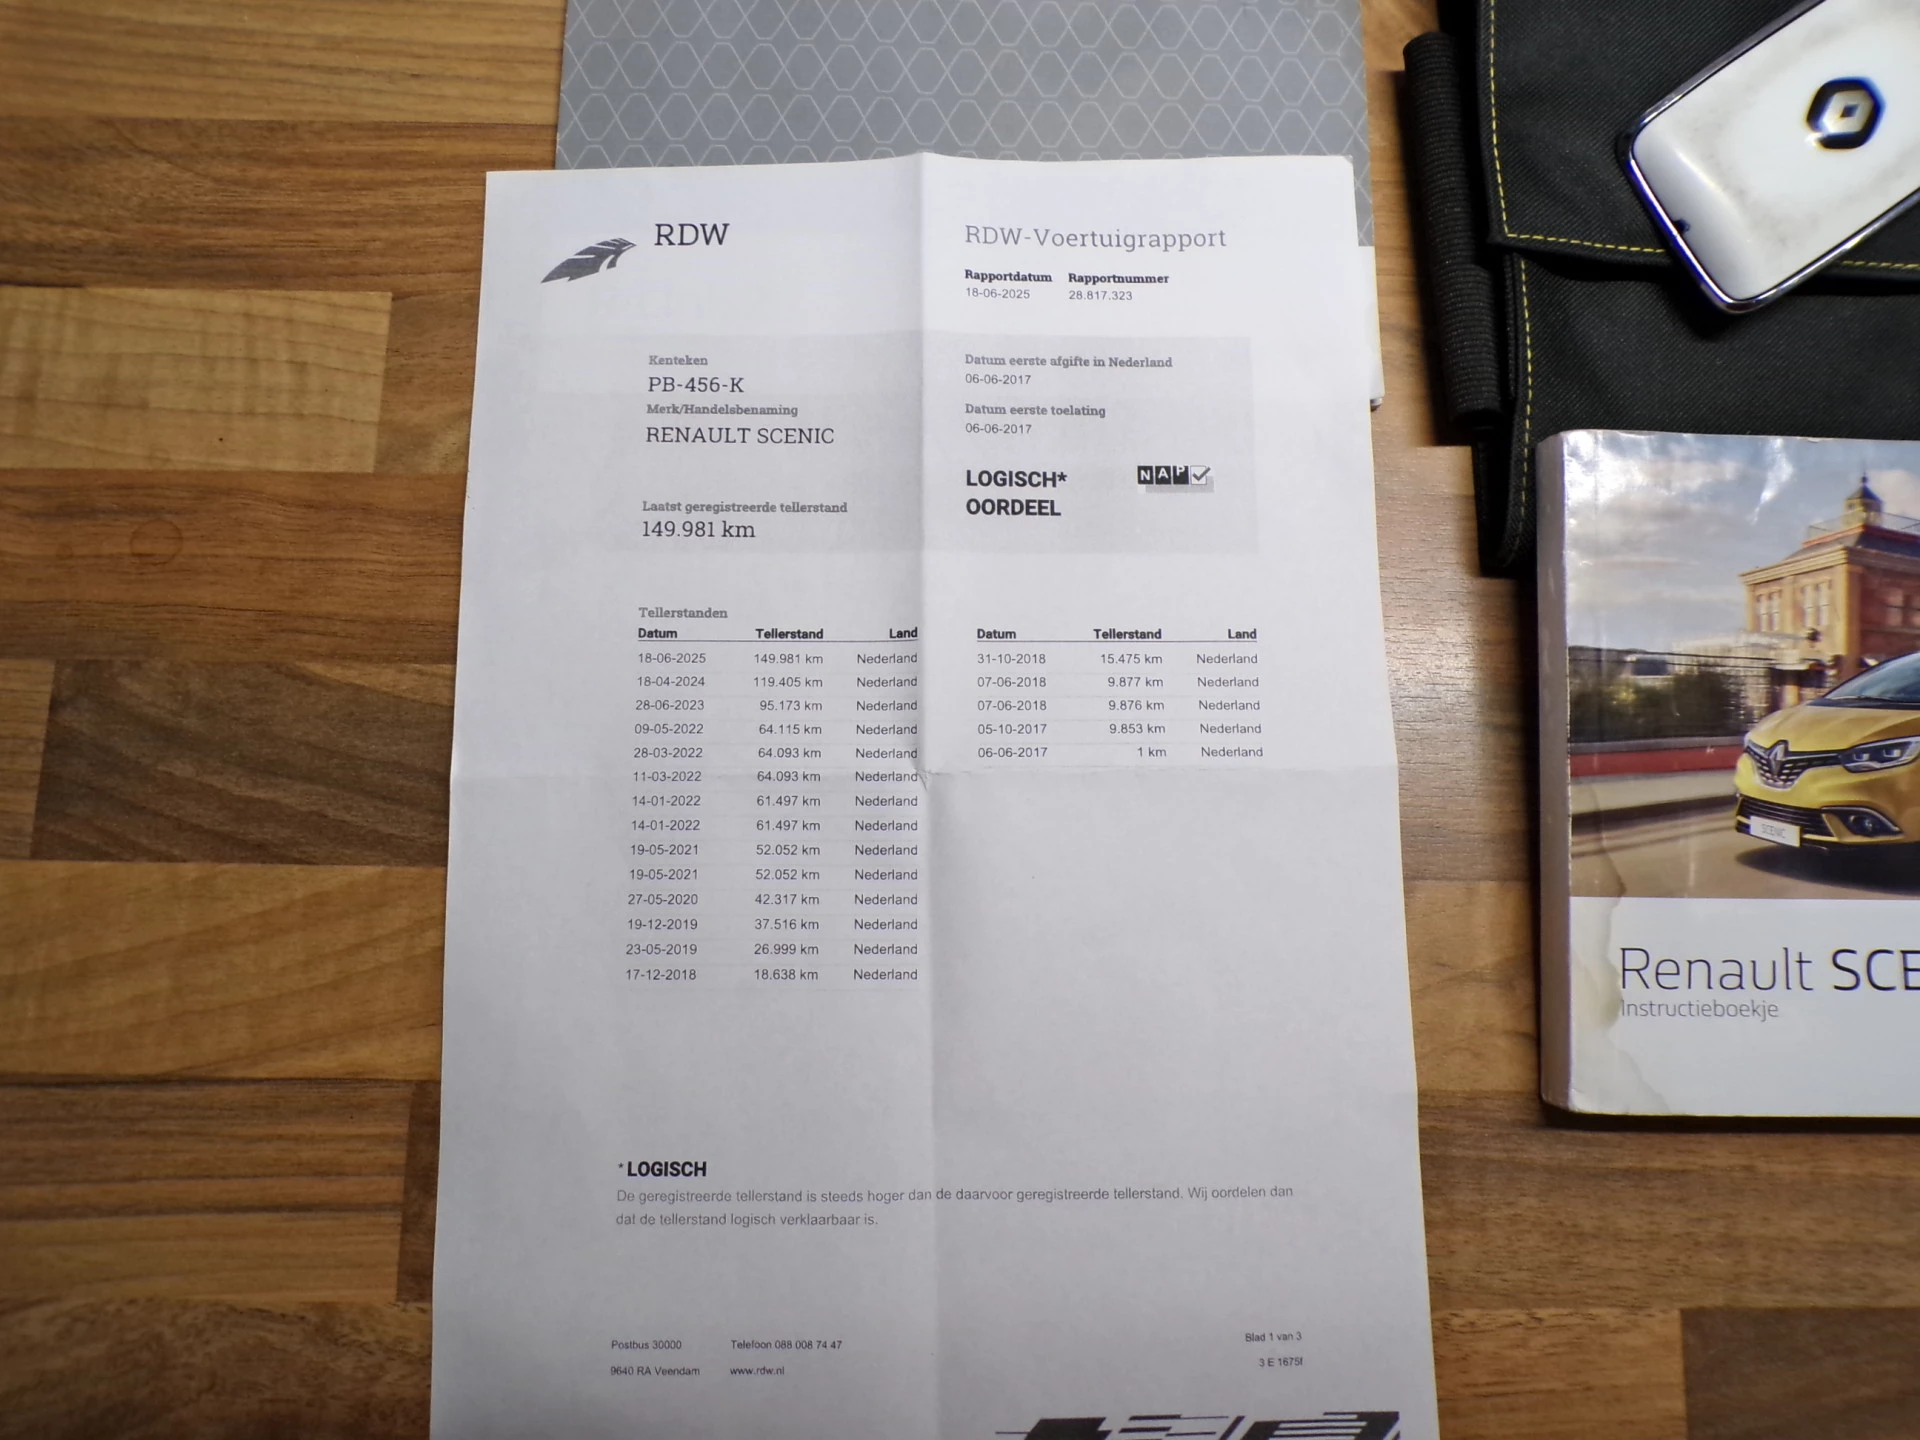 RDW
RDW-Voertuigrapport
Rapportdatum Rapportnummer
18-06-2025 28.817.323
Kenteken
PB-456-K
Merk/Handelsbenaming
RENAULT SCENIC
Laatst geregistreerde tellerstand
149.981 km
Datum eerste afgifte in Nederland
06-06-2017
Datum eerste toelating
06-06-2017
LOGISCH*
OORDEEL
NAP
Tellerstanden
Datum Tellerstand Land
18-06-2025 149.981 km Nederland
18-04-2024 119.405 km Nederland
28-06-2023 95.173 km Nederland
09-05-2022 64.115 km Nederland
28-03-2022 64.093 km Nederland
11-03-2022 64.093 km Nederland
14-01-2022 61.497 km Nederland
14-01-2022 61.497 km Nederland
19-05-2021 52.052 km Nederland
19-05-2021 52.052 km Nederland
27-05-2020 42.317 km Nederland
19-12-2019 37.516 km Nederland
23-05-2019 26.999 km Nederland
17-12-2018 18.638 km Nederland
Datum Tellerstand Land
31-10-2018 15.475 km Nederland
07-06-2018 9.877 km Nederland
07-06-2018 9.876 km Nederland
05-10-2017 9.853 km Nederland
06-06-2017 1 km Nederland
*LOGISCH
De geregistreerde tellerstand is steeds hoger dan de daarvoor geregistreerde tellerstand. Wij oordelen dan
dat de tellerstand logisch verklaarbaar is.
Postbus 30000 Telefoon 088 008 74 47
9640 RA Veendam www.rdw.nl
Blad 1 van 3
3 E 1675f
SCENIC
Renault SCE
Instructieboekje